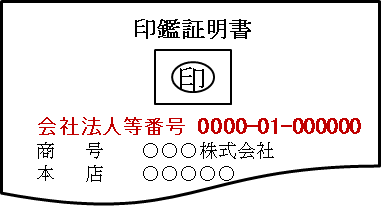 印鑑証明書
印
会社法人等番号 0000-01-000000
商　号　○○○株式会社
本　店　○○○○○